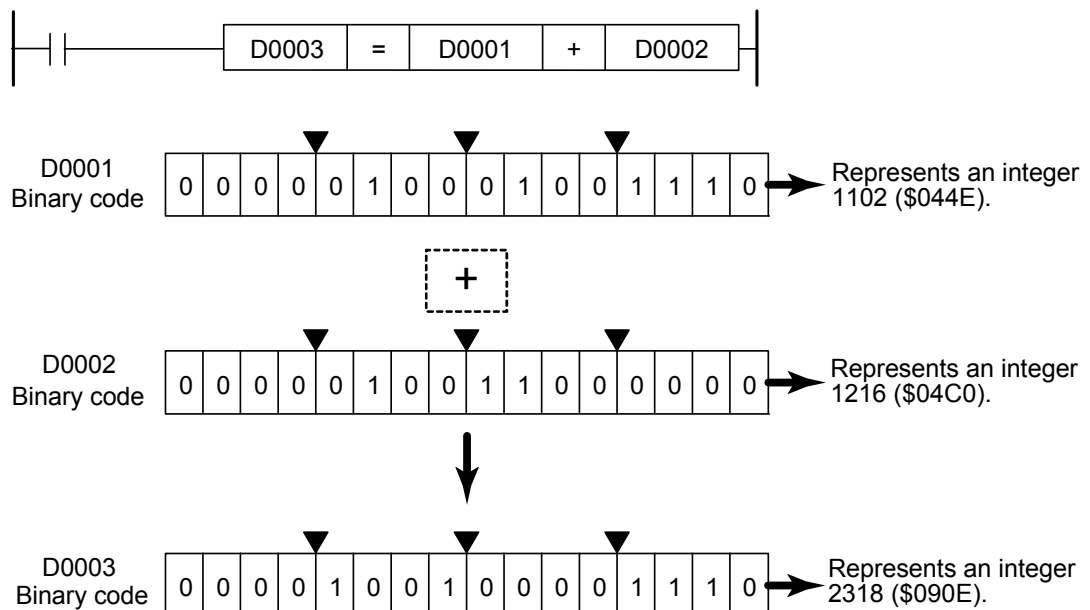 D0003 = D0001 + D0002
D0001
Binary code
0 0 0 0 0 1 0 0 0 1 0 0 1 1 1 0
Represents an integer
1102 ($044E).
+
D0002
Binary code
0 0 0 0 0 1 0 0 1 1 0 0 0 0 0 0
Represents an integer
1216 ($04C0).
D0003
Binary code
0 0 0 0 1 0 0 1 0 0 0 0 1 1 1 0
Represents an integer
2318 ($090E).